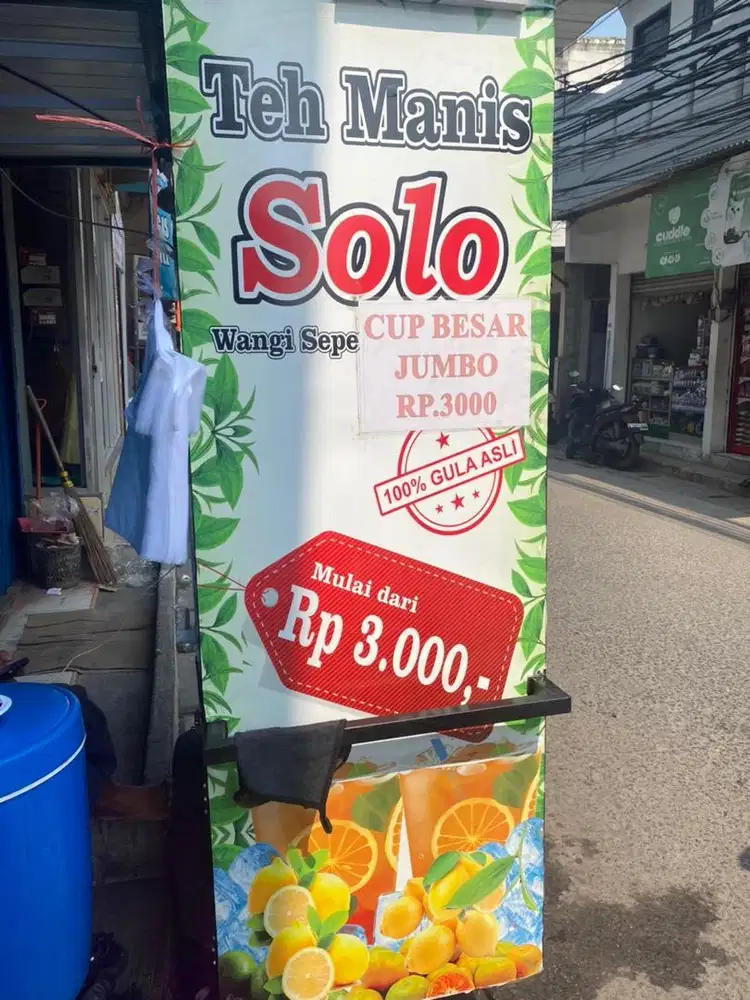 Teh Manis
Solo
Wangi Sepe
CUP BESAR
JUMBO
RP.3000
100% GULA ASLI
Mulai dari
Rp 3.000,-
cuddle